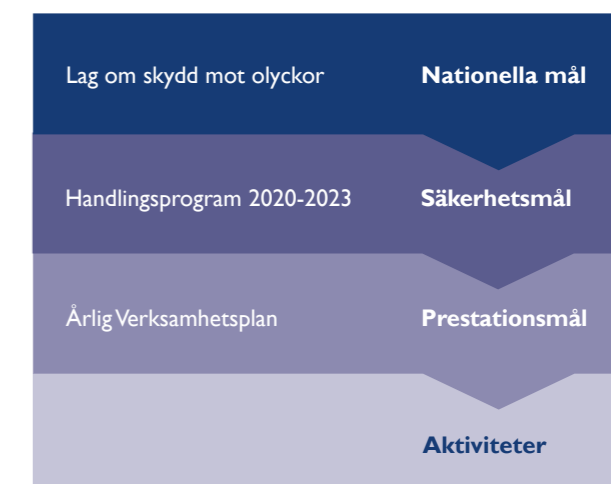 Lag om skydd mot olyckor Nationella mål
Handlingsprogram 2020-2023 Säkerhetsmål
Årlig Verksamhetsplan Prestationsmål
Aktiviteter